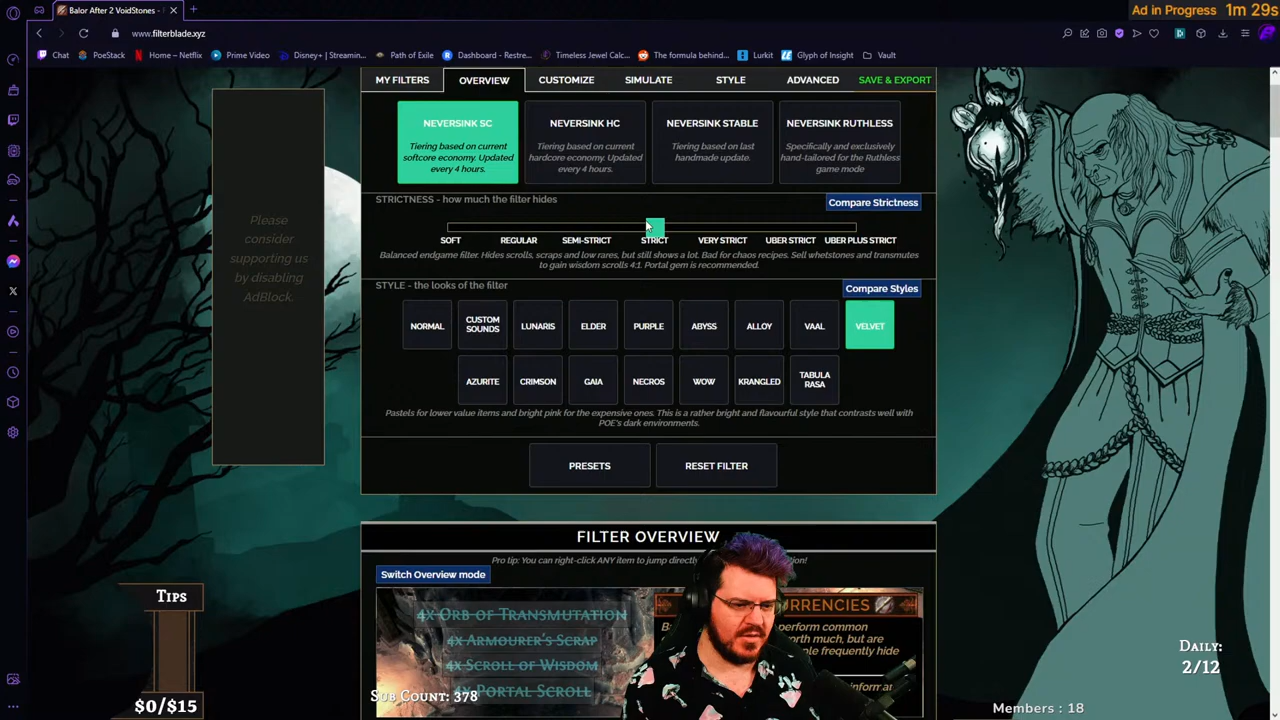 Ad in Progress 1m 29s
Balor After 2 VoidStones -
www.filterblade.xyz
Chat
PoeStack
Home – Netflix
Prime Video
Disney+ | Streamin...
Path of Exile
Dashboard - Restre...
Timeless Jewel Calc...
The formula behind...
Lurkit
Glyph of Insight
Vault
MY FILTERS
OVERVIEW
CUSTOMIZE
SIMULATE
STYLE
ADVANCED
SAVE & EXPORT
NEVERSINK SC
Tiering based on current
softcore economy. Updated
every 4 hours.
NEVERSINK HC
Tiering based on current
hardcore economy. Updated
every 4 hours.
NEVERSINK STABLE
Tiering based on last
handmade update.
NEVERSINK RUTHLESS
Specifically and exclusively
hand-tailored for the Ruthless
game mode
Please
consider
supporting us
by disabling
AdBlock.
STRICTNESS - how much the filter hides
Compare Strictness
SOFT
REGULAR
SEMI-STRICT
STRICT
VERY STRICT
UBER STRICT
UBER PLUS STRICT
Balanced endgame filter. Hides scrolls, scraps and low rares, but still shows a lot. Bad for chaos recipes. Sell whetstones and transmutes
to gain wisdom scrolls 4:1. Portal gem is recommended.
STYLE - the looks of the filter
Compare Styles
NORMAL
CUSTOM
SOUNDS
LUNARIS
ELDER
PURPLE
ABYSS
ALLOY
VAAL
VELVET
AZURITE
CRIMSON
GAIA
NECROS
WOW
KRANGLED
TABULA
RASA
Pastels for lower value items and bright pink for the expensive ones. This is a rather bright and flavourful style that contrasts well with
POE's dark environments.
PRESETS
RESET FILTER
FILTER OVERVIEW
Pro tip: You can right-click ANY item to jump directly
Switch Overview mode
4x Orb of Transmutation
4x Armourer's Scrap
4x Scroll of Wisdom
4x Portal Scroll
perform common
orth much, but are
frequently hide
Tips
$0/$15
Sub Count: 378
Daily:
2/12
Members : 18